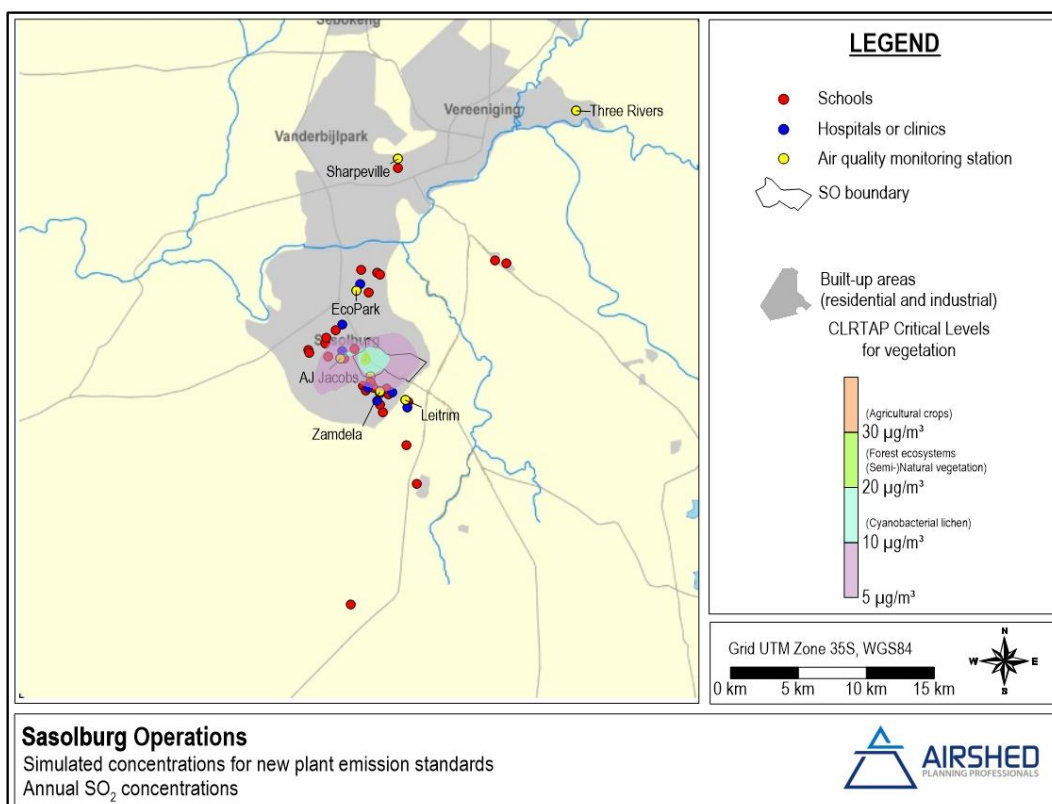 Sebokeng
Vereeniging
Three Rivers
Vanderbijlpark
Sharpeville
EcoPark
Sasolburg
AJ Jacobs
Leitrim
Zamdela
LEGEND
Schools
Hospitals or clinics
Air quality monitoring station
SO boundary
Built-up areas
(residential and industrial)
CLRTAP Critical Levels
for vegetation
(Agricultural crops)
30 µg/m³
(Forest ecosystems
(Semi-)Natural vegetation)
20 µg/m³
(Cyanobacterial lichen)
10 µg/m³
5 µg/m³
Grid UTM Zone 35S, WGS84
N
W E
S
0 km 5 km 10 km 15 km
Sasolburg Operations
Simulated concentrations for new plant emission standards
Annual SO₂ concentrations
AIRSHED
PLANNING PROFESSIONALS